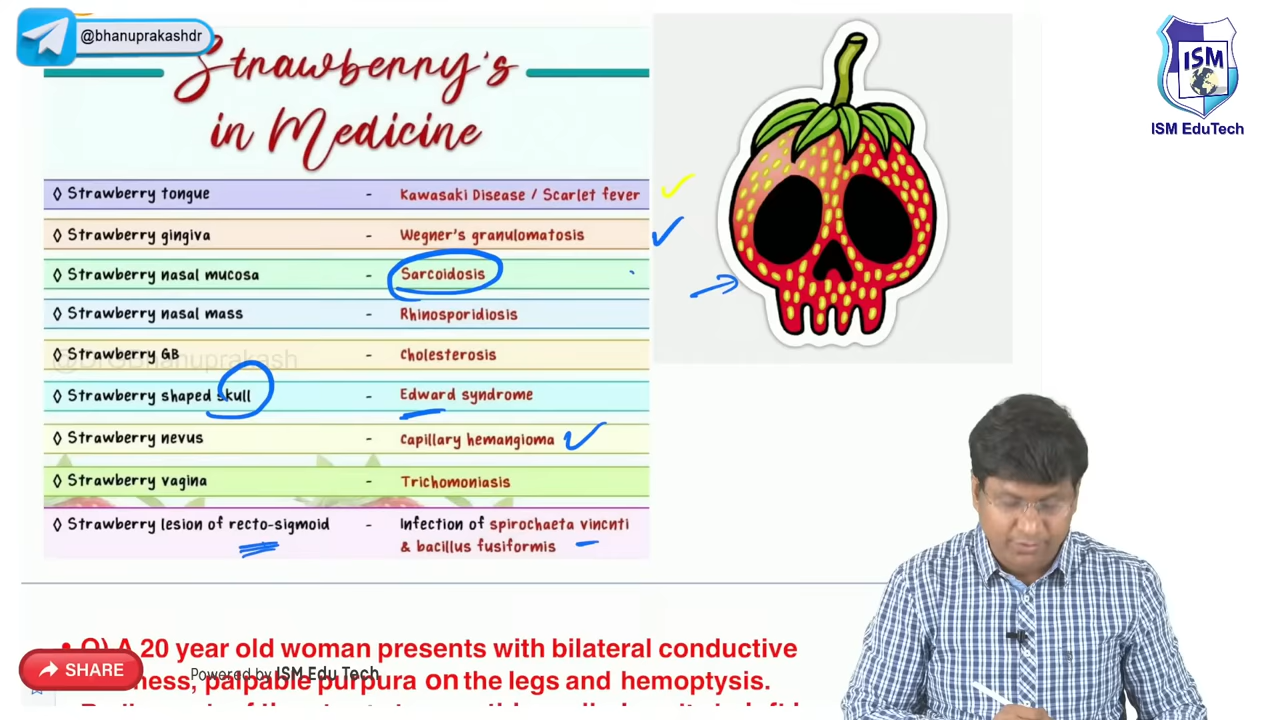 @bhanuprakashdr
Strawberry's
in Medicine
ISM
ISM EduTech
◊ Strawberry tongue - Kawasaki Disease / Scarlet fever
◊ Strawberry gingiva - Wegner's granulomatosis
◊ Strawberry nasal mucosa - Sarcoidosis
◊ Strawberry nasal mass - Rhinosporidiosis
◊ Strawberry GB - Cholesterosis
◊ Strawberry shaped skull - Edward syndrome
◊ Strawberry nevus - Capillary hemangioma
◊ Strawberry vagina - Trichomoniasis
◊ Strawberry lesion of recto-sigmoid - Infection of spirochaeta vincnti
& bacillus fusiformis
• Q) A 20 year old woman presents with bilateral conductive
palpable purpura on the legs and hemoptysis.
SHARE
Powered by ISM Edu Tech